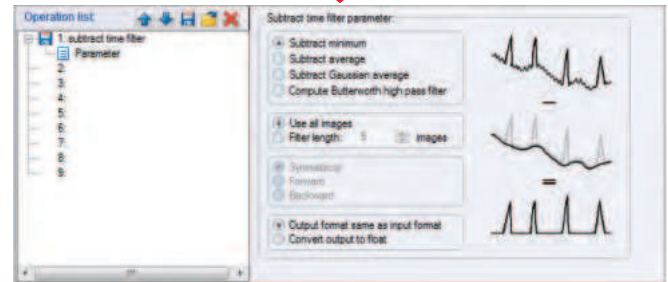 Operation list:
1: subtract time filter
Parameter
2:
3:
4:
5:
6:
7:
8:
9:
Subtract time filter parameter:
Subtract minimum
Subtract average
Subtract Gaussian average
Compute Butterworth high pass filter
Use all images
Filter length: 5 images
Symmetrical
Forward
Backward
Output format same as input format
Convert output to float